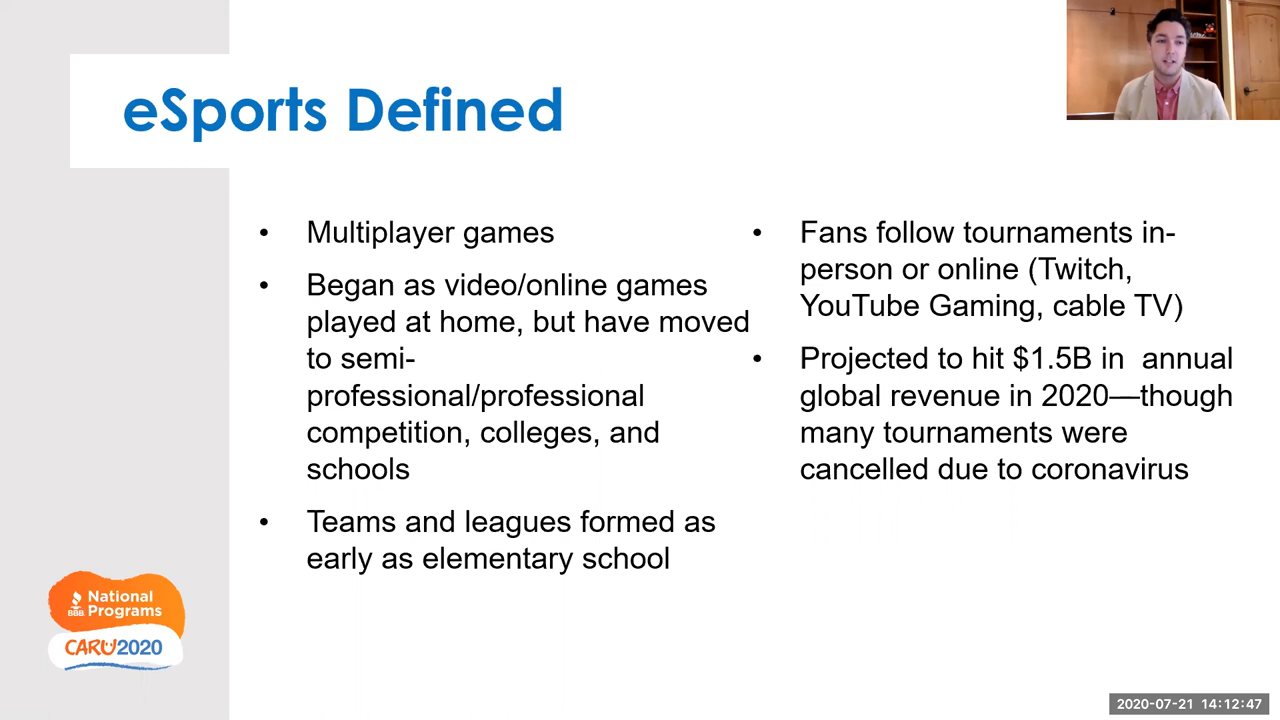 eSports Defined
• Multiplayer games
• Began as video/online games
played at home, but have moved
to semi-
professional/professional
competition, colleges, and
schools
• Teams and leagues formed as
early as elementary school
• Fans follow tournaments in-
person or online (Twitch,
YouTube Gaming, cable TV)
• Projected to hit $1.5B in  annual
global revenue in 2020—though
many tournaments were
cancelled due to coronavirus
BBB National
Programs
CARU2020
2020-07-21 14:12:47